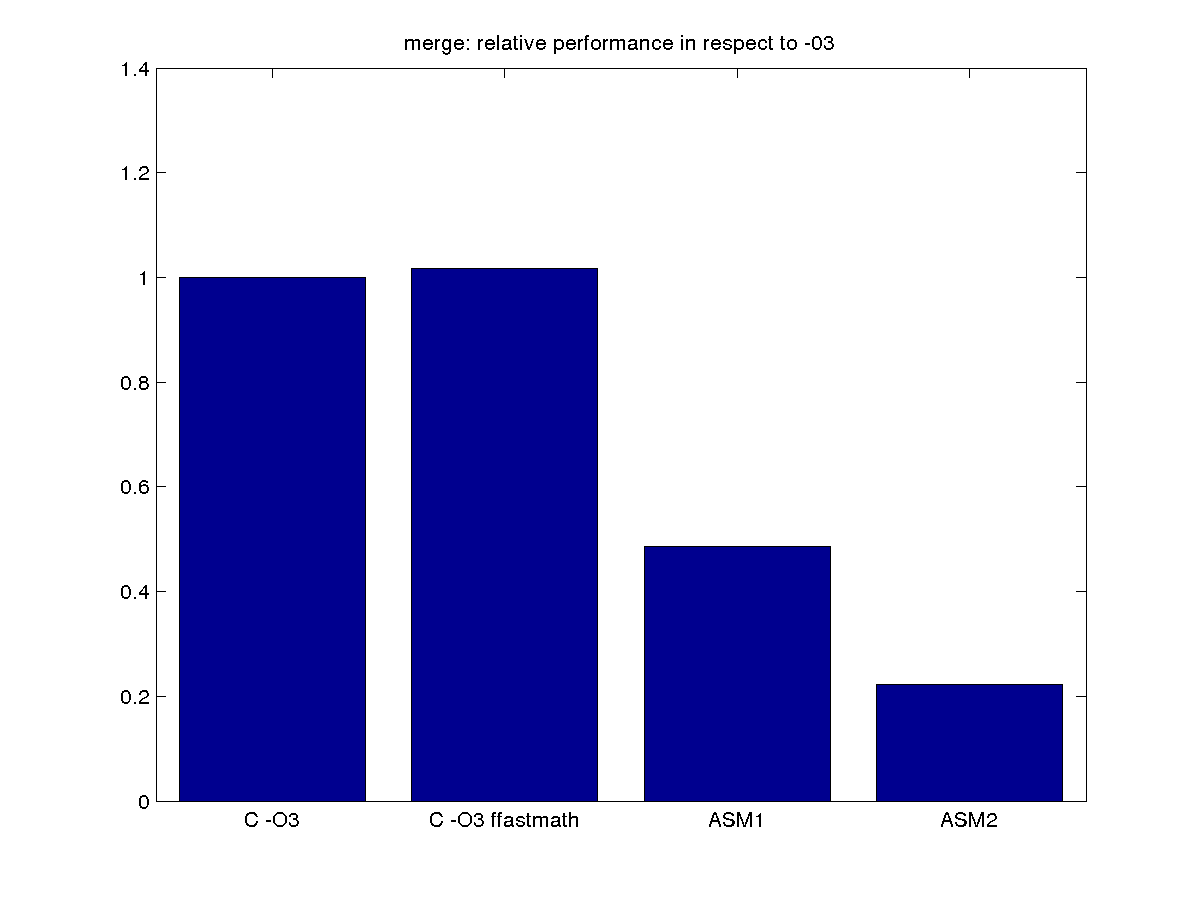 merge: relative performance in respect to -03
1.4
1.2
1
0.8
0.6
0.4
0.2
0
C -O3
C -O3 ffastmath
ASM1
ASM2